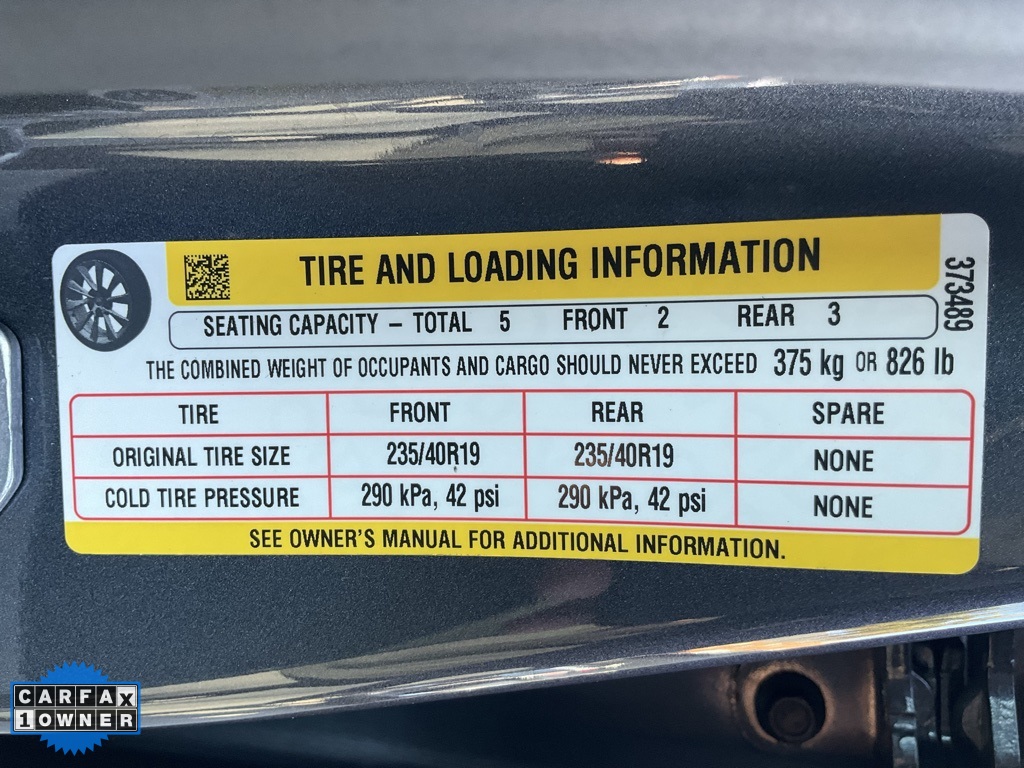 TIRE AND LOADING INFORMATION
373489
SEATING CAPACITY – TOTAL 5 FRONT 2 REAR 3
THE COMBINED WEIGHT OF OCCUPANTS AND CARGO SHOULD NEVER EXCEED 375 kg OR 826 lb
TIRE FRONT REAR SPARE
ORIGINAL TIRE SIZE 235/40R19 235/40R19 NONE
COLD TIRE PRESSURE 290 kPa, 42 psi 290 kPa, 42 psi NONE
SEE OWNER'S MANUAL FOR ADDITIONAL INFORMATION.
CARFAX
1 OWNER